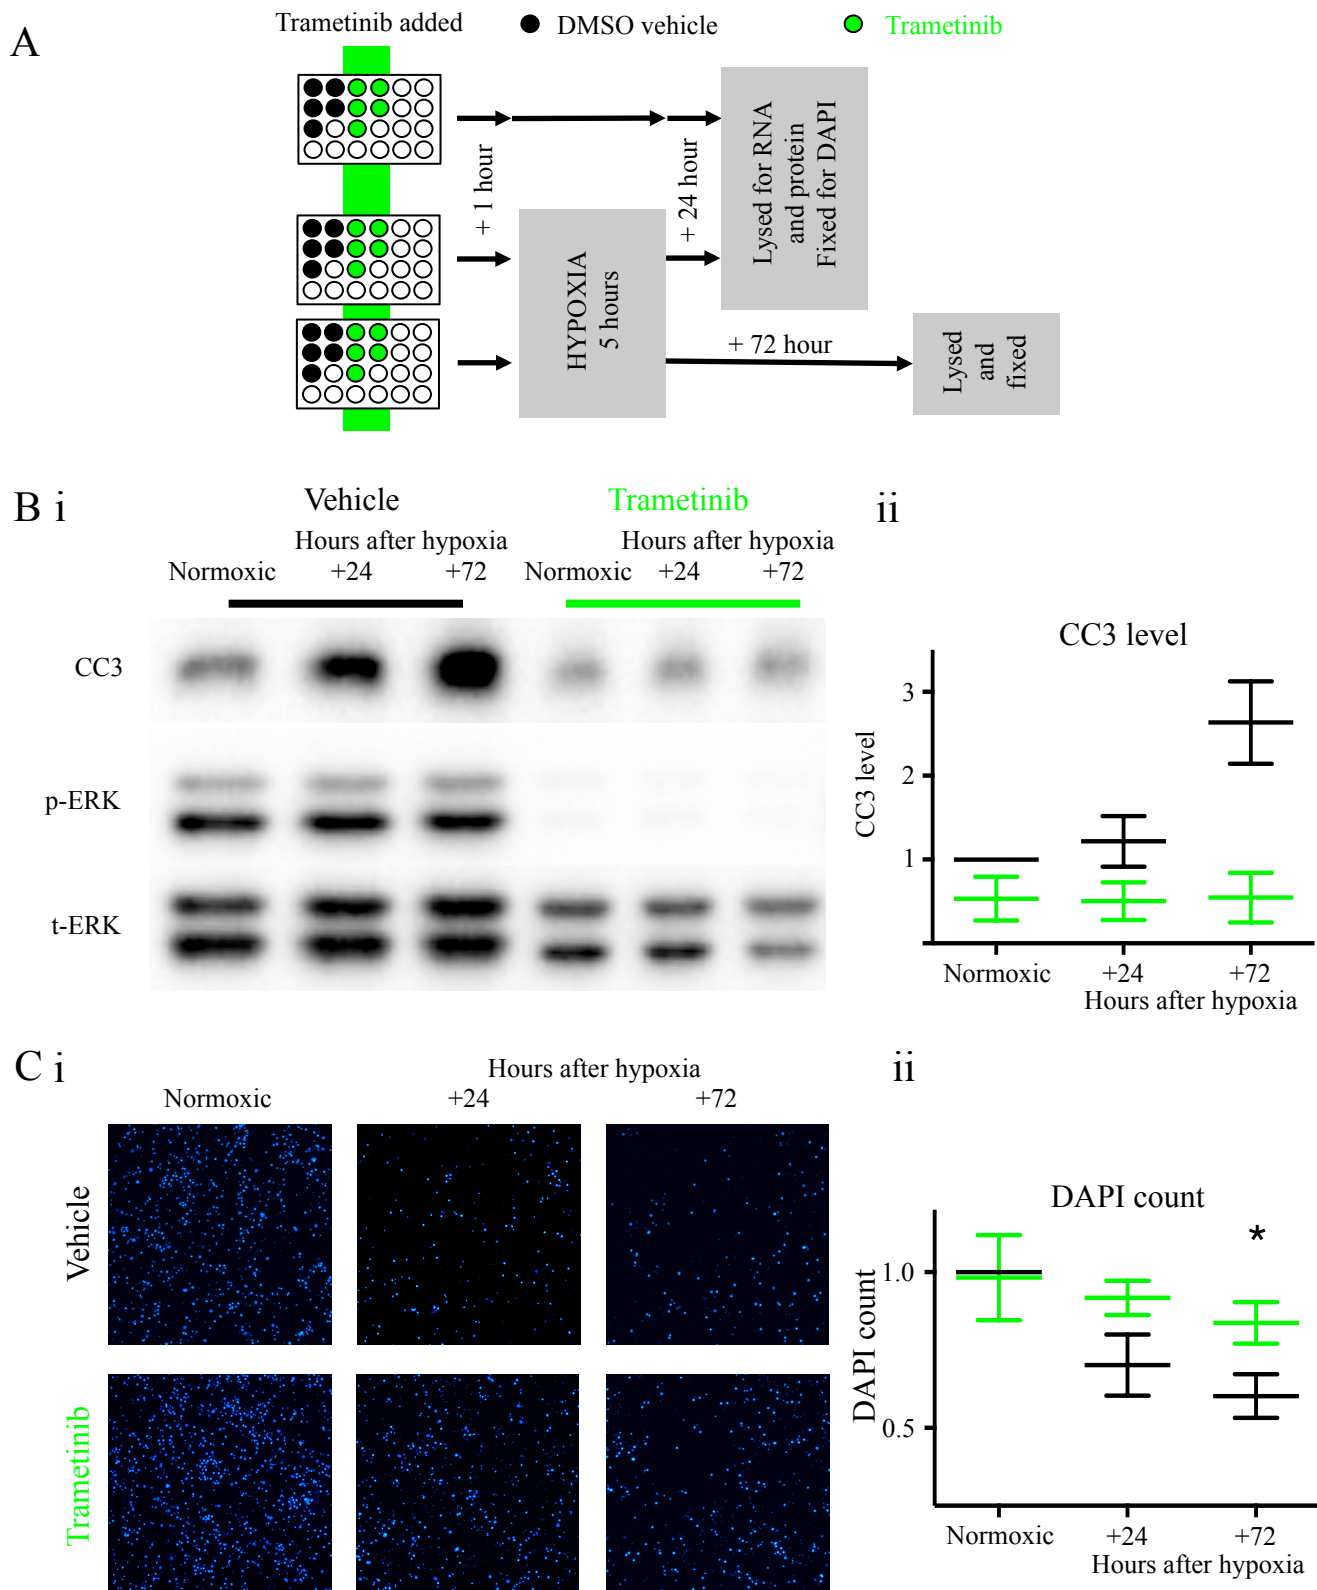 A
Trametinib added
DMSO vehicle
Trametinib
+ 1 hour
+ 24 hour
Lysed for RNA
and protein
Fixed for DAPI
HYPOXIA
5 hours
+ 72 hour
Lysed
and
fixed
B i
Vehicle
Trametinib
Hours after hypoxia
Hours after hypoxia
Normoxic
+24
+72
Normoxic
+24
+72
CC3
p-ERK
t-ERK
ii
CC3 level
CC3 level
3
2
1
Normoxic
+24
+72
Hours after hypoxia
C i
Hours after hypoxia
Normoxic
+24
+72
Vehicle
Trametinib
ii
DAPI count
*
DAPI count
1.0
0.5
Normoxic
+24
+72
Hours after hypoxia